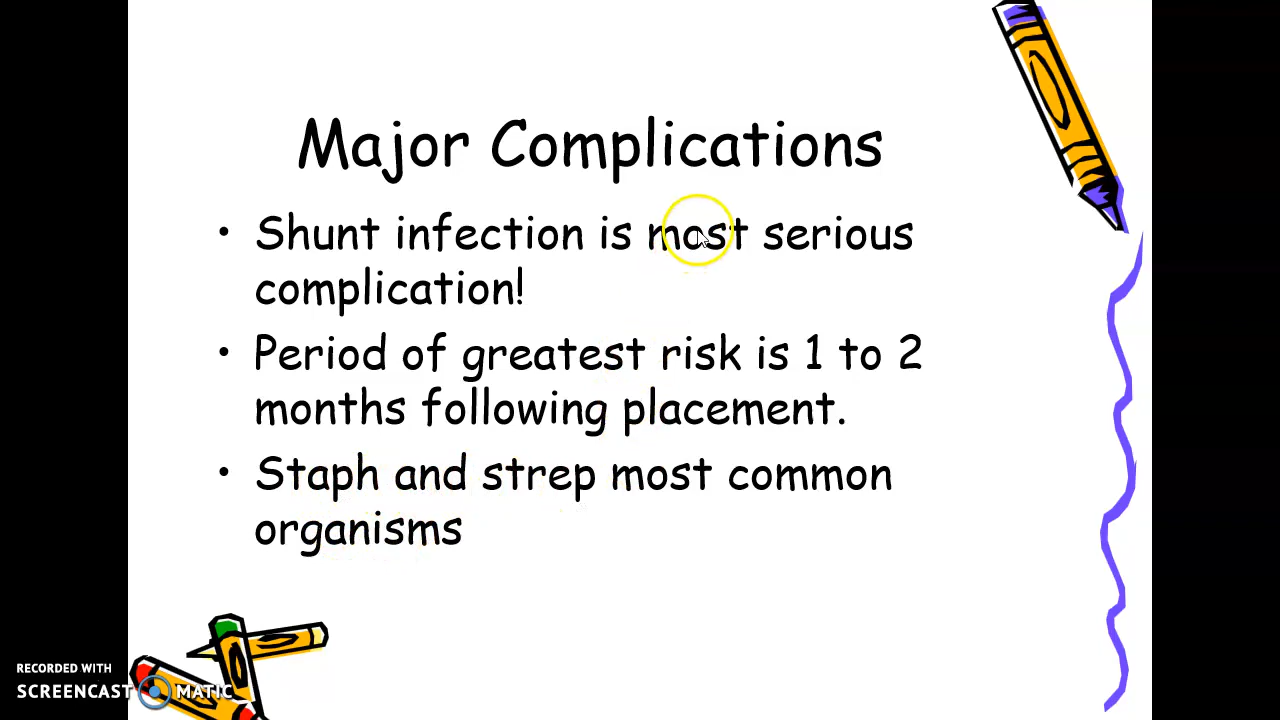 Major Complications
• Shunt infection is most serious
complication!
• Period of greatest risk is 1 to 2
months following placement.
• Staph and strep most common
organisms
RECORDED WITH
SCREENCAST MATIC